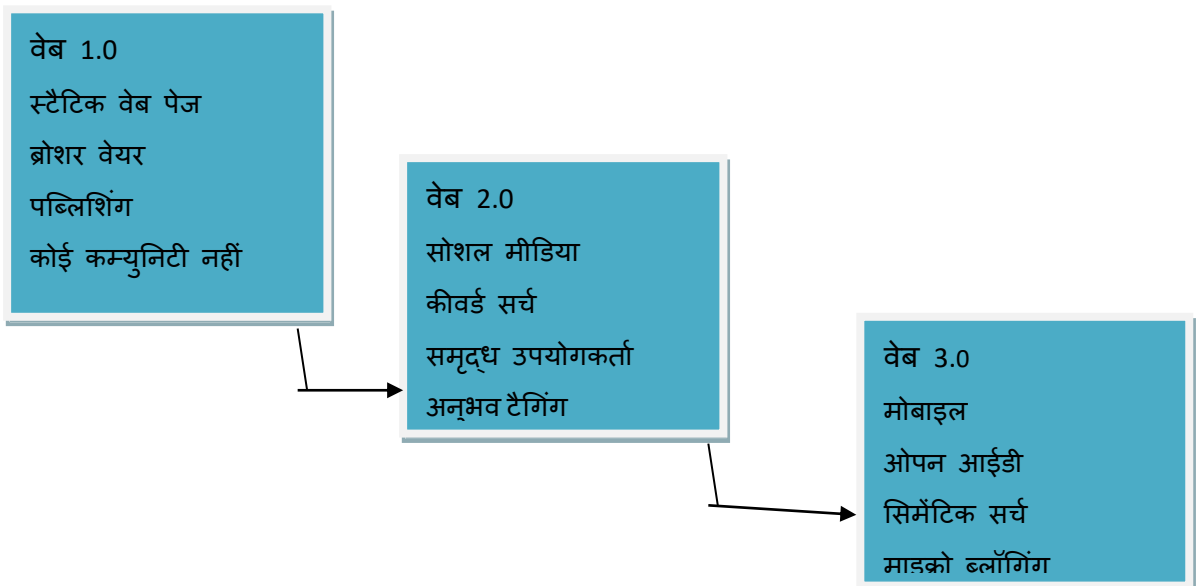 वेब 1.0
स्टैटिक वेब पेज
ब्रोशर वेयर
पब्लिशिंग
कोई कम्युनिटी नहीं
वेब 2.0
सोशल मीडिया
कीवर्ड सर्च
समृद्ध उपयोगकर्ता
अनुभव टैगिंग
वेब 3.0
मोबाइल
ओपन आईडी
सिमेंटिक सर्च
माइक्रो ब्लॉगिंग